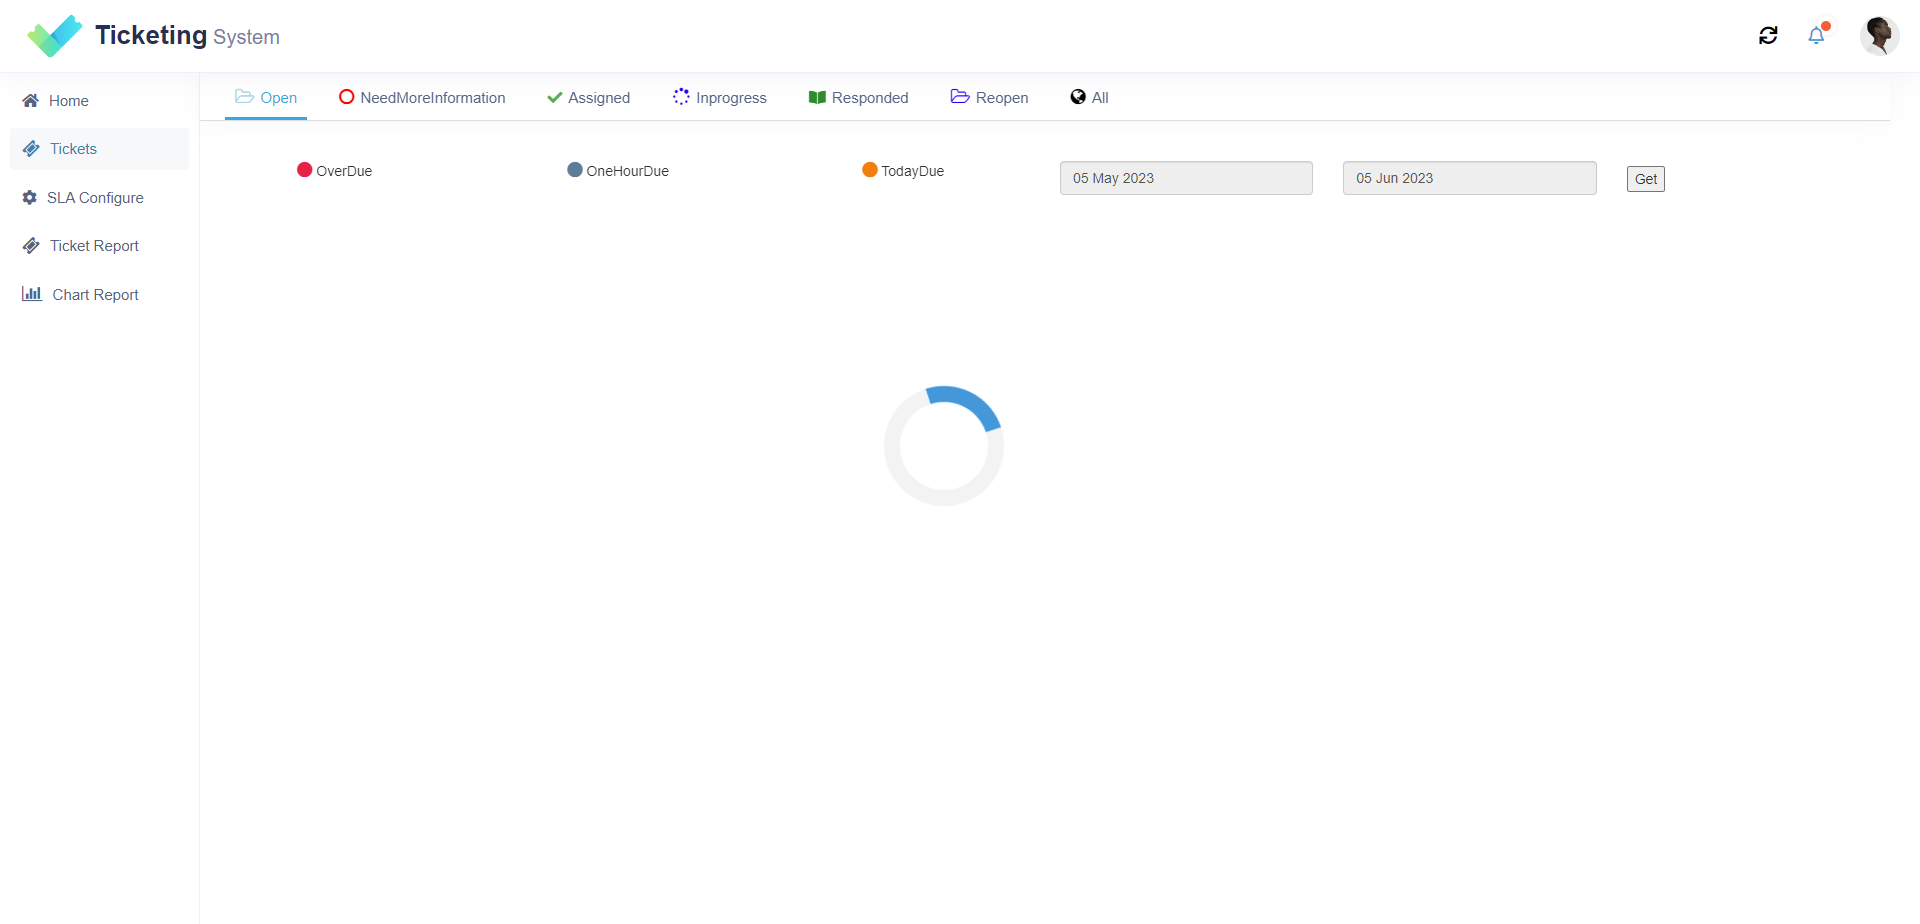 Ticketing System
Home
Tickets
SLA Configure
Ticket Report
Chart Report
Open NeedMoreInformation Assigned Inprogress Responded Reopen All
OverDue OneHourDue TodayDue 05 May 2023 05 Jun 2023 Get